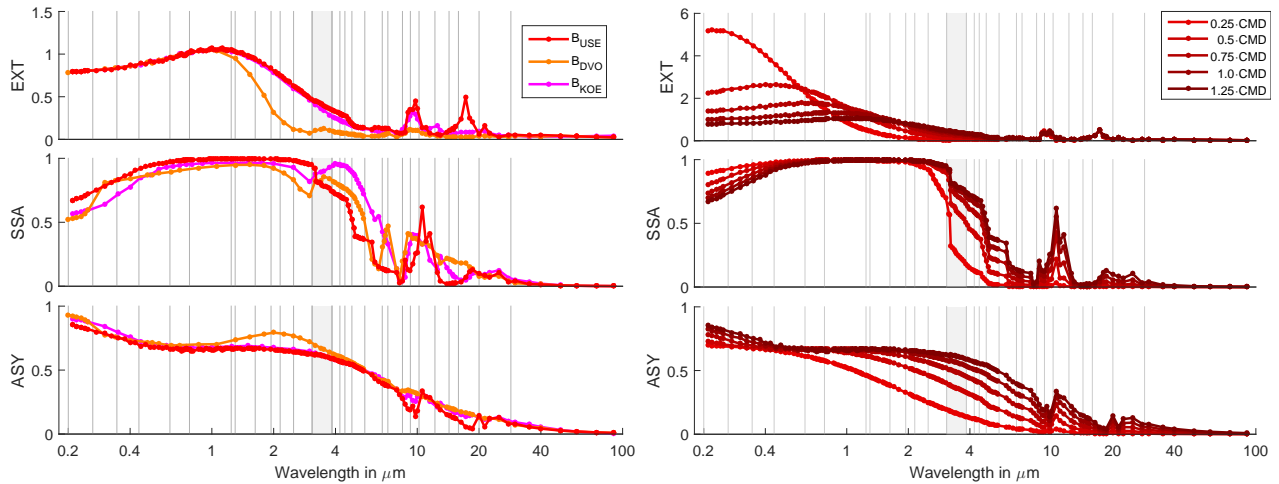 EXT
1.5
1
0.5
0
B_USE
B_DVO
B_KOE
SSA
1
0.5
0
ASY
1
0.5
0
0.2 0.4 1 2 4 10 20 40 100
Wavelength in μm
EXT
6
4
2
0
0.25·CMD
0.5·CMD
0.75·CMD
1.0·CMD
1.25·CMD
SSA
1
0.5
0
ASY
1
0.5
0
0.2 0.4 1 2 4 10 20 40 100
Wavelength in μm